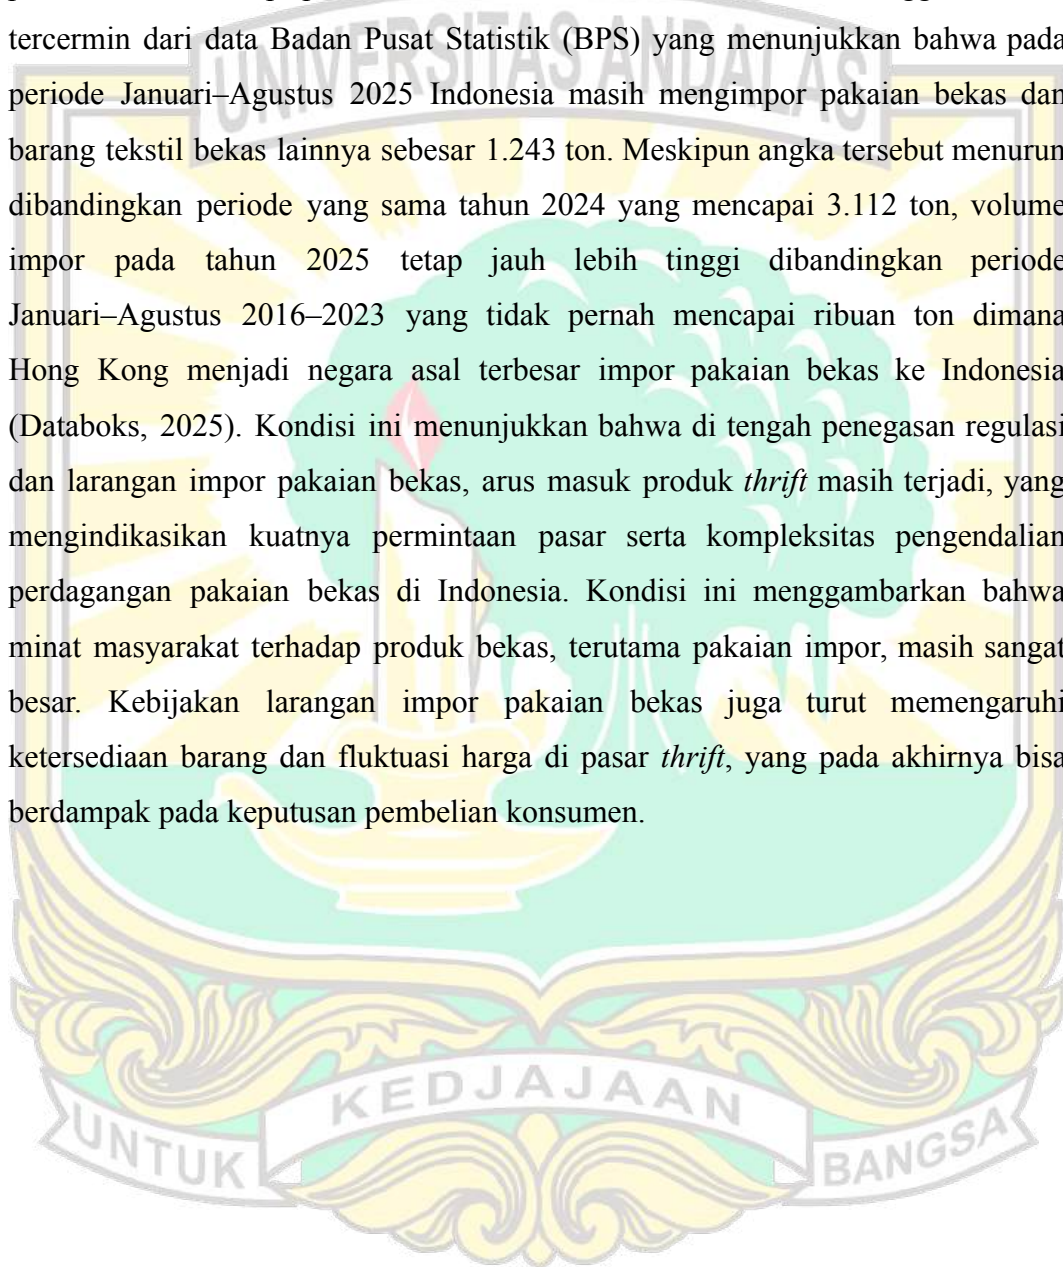 tercermin dari data Badan Pusat Statistik (BPS) yang menunjukkan bahwa pada
periode Januari–Agustus 2025 Indonesia masih mengimpor pakaian bekas dan
barang tekstil bekas lainnya sebesar 1.243 ton. Meskipun angka tersebut menurun
dibandingkan periode yang sama tahun 2024 yang mencapai 3.112 ton, volume
impor pada tahun 2025 tetap jauh lebih tinggi dibandingkan periode
Januari–Agustus 2016–2023 yang tidak pernah mencapai ribuan ton dimana
Hong Kong menjadi negara asal terbesar impor pakaian bekas ke Indonesia
(Databoks, 2025). Kondisi ini menunjukkan bahwa di tengah penegasan regulasi
dan larangan impor pakaian bekas, arus masuk produk thrift masih terjadi, yang
mengindikasikan kuatnya permintaan pasar serta kompleksitas pengendalian
perdagangan pakaian bekas di Indonesia. Kondisi ini menggambarkan bahwa
minat masyarakat terhadap produk bekas, terutama pakaian impor, masih sangat
besar. Kebijakan larangan impor pakaian bekas juga turut memengaruhi
ketersediaan barang dan fluktuasi harga di pasar thrift, yang pada akhirnya bisa
berdampak pada keputusan pembelian konsumen.
UNIVERSITAS ANDALAS
UNTUK KEDJAJAAN BANGSA